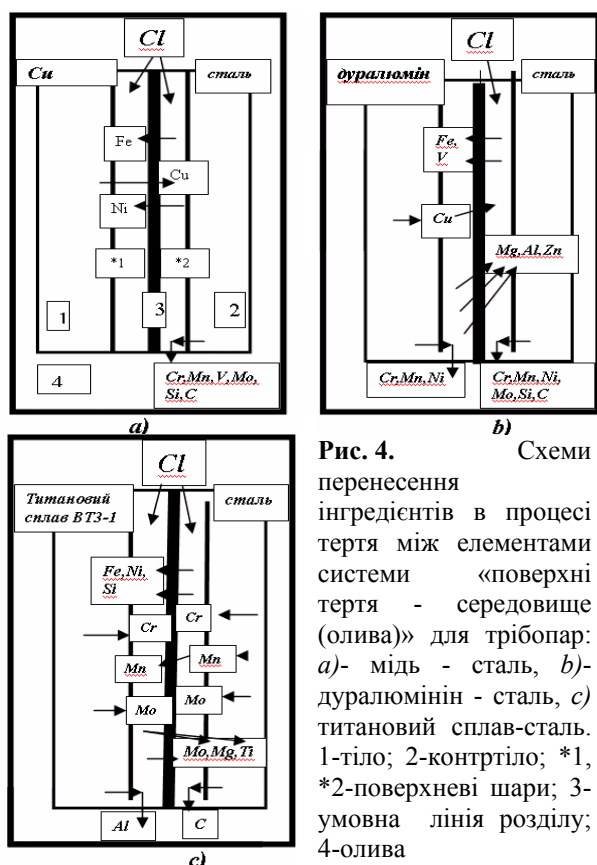 Cl
Cu
сталь
Fe
Cu
Ni
*1
*2
1
3
2
4
Cr,Mn,V,Mo,
Si,C
a)
Cl
дуралюмін
сталь
Fe,
V
Cu
Mg,Al,Zn
Cr,Mn,Ni
Cr,Mn,Ni,
Mo,Si,C
b)
Cl
Титановий
сплав ВТ3-1
сталь
Fe,Ni,
Si
Cr
Cr
Mn
Mn
Mo
Mo
Mo,Mg,Ti
Al
C
c)
Рис. 4. Схеми
перенесення
інгредієнтів в процесі
тертя між елементами
системи «поверхні
тертя - середовище
(олива)» для трібопар:
a)- мідь - сталь, b)-
дуралюмінін - сталь, c)
титановий сплав-сталь.
1-тіло; 2-контртіло; *1,
*2-поверхневі шари; 3-
умовна лінія розділу;
4-олива